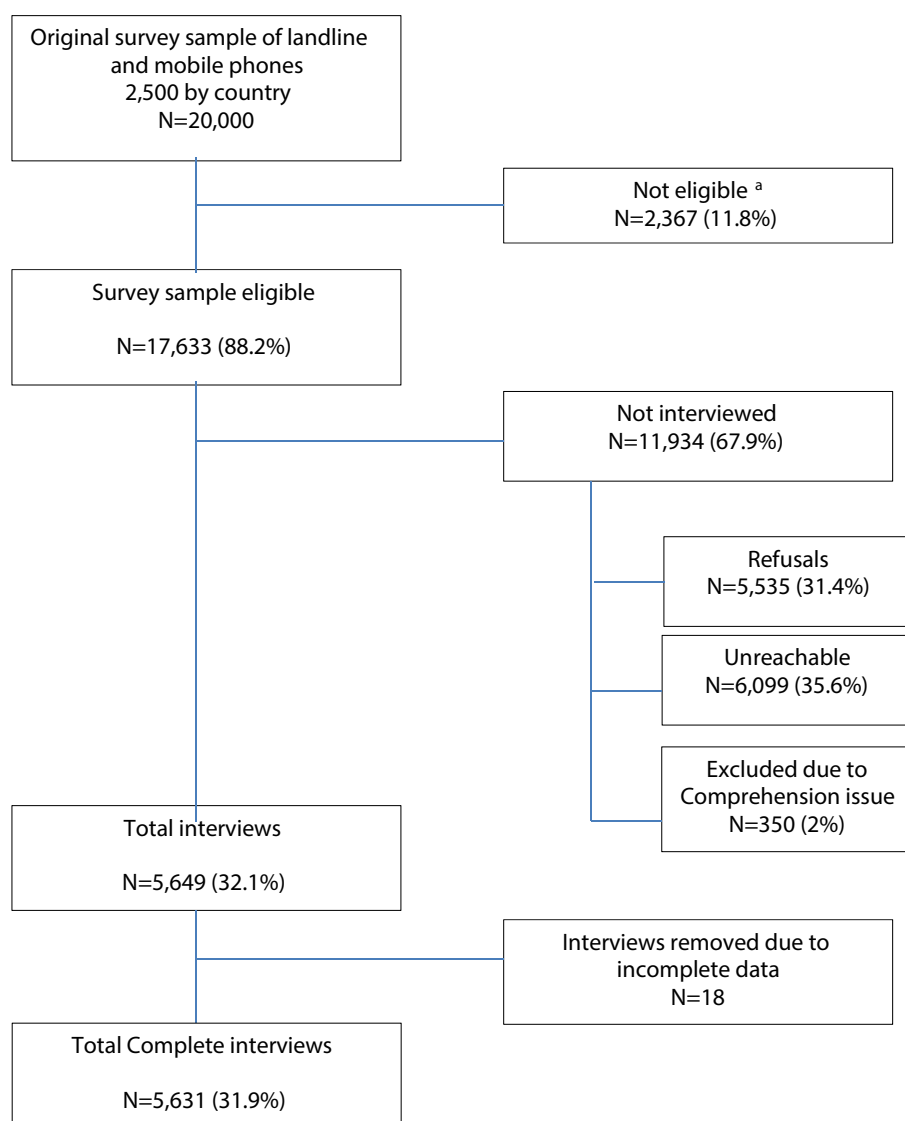 Original survey sample of landline
and mobile phones
2,500 by country
N=20,000
Not eligible a
N=2,367 (11.8%)
Survey sample eligible
N=17,633 (88.2%)
Not interviewed
N=11,934 (67.9%)
Refusals
N=5,535 (31.4%)
Unreachable
N=6,099 (35.6%)
Excluded due to
Comprehension issue
N=350 (2%)
Total interviews
N=5,649 (32.1%)
Interviews removed due to
incomplete data
N=18
Total Complete interviews
N=5,631 (31.9%)